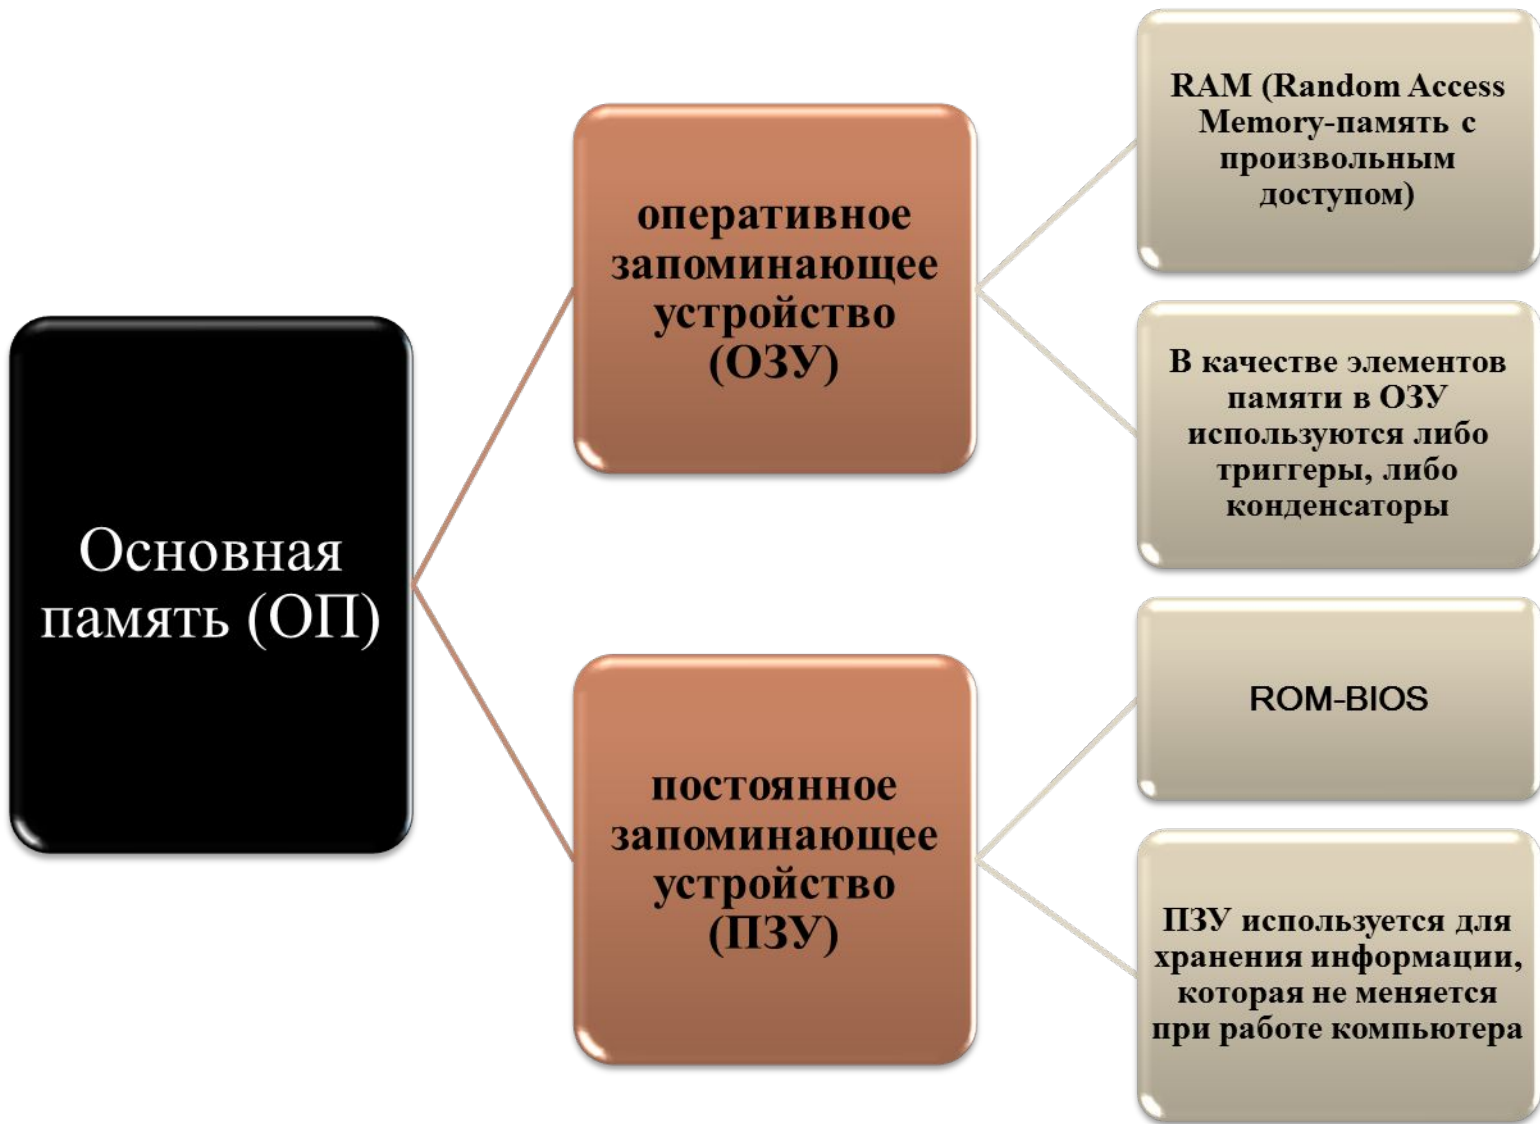 Основная
память (ОП)
оперативное
запоминающее
устройство
(ОЗУ)
RAM (Random Access
Memory-память с
произвольным
доступом)
В качестве элементов
памяти в ОЗУ
используются либо
триггеры, либо
конденсаторы
постоянное
запоминающее
устройство
(ПЗУ)
ROM-BIOS
ПЗУ используется для
хранения информации,
которая не меняется
при работе компьютера